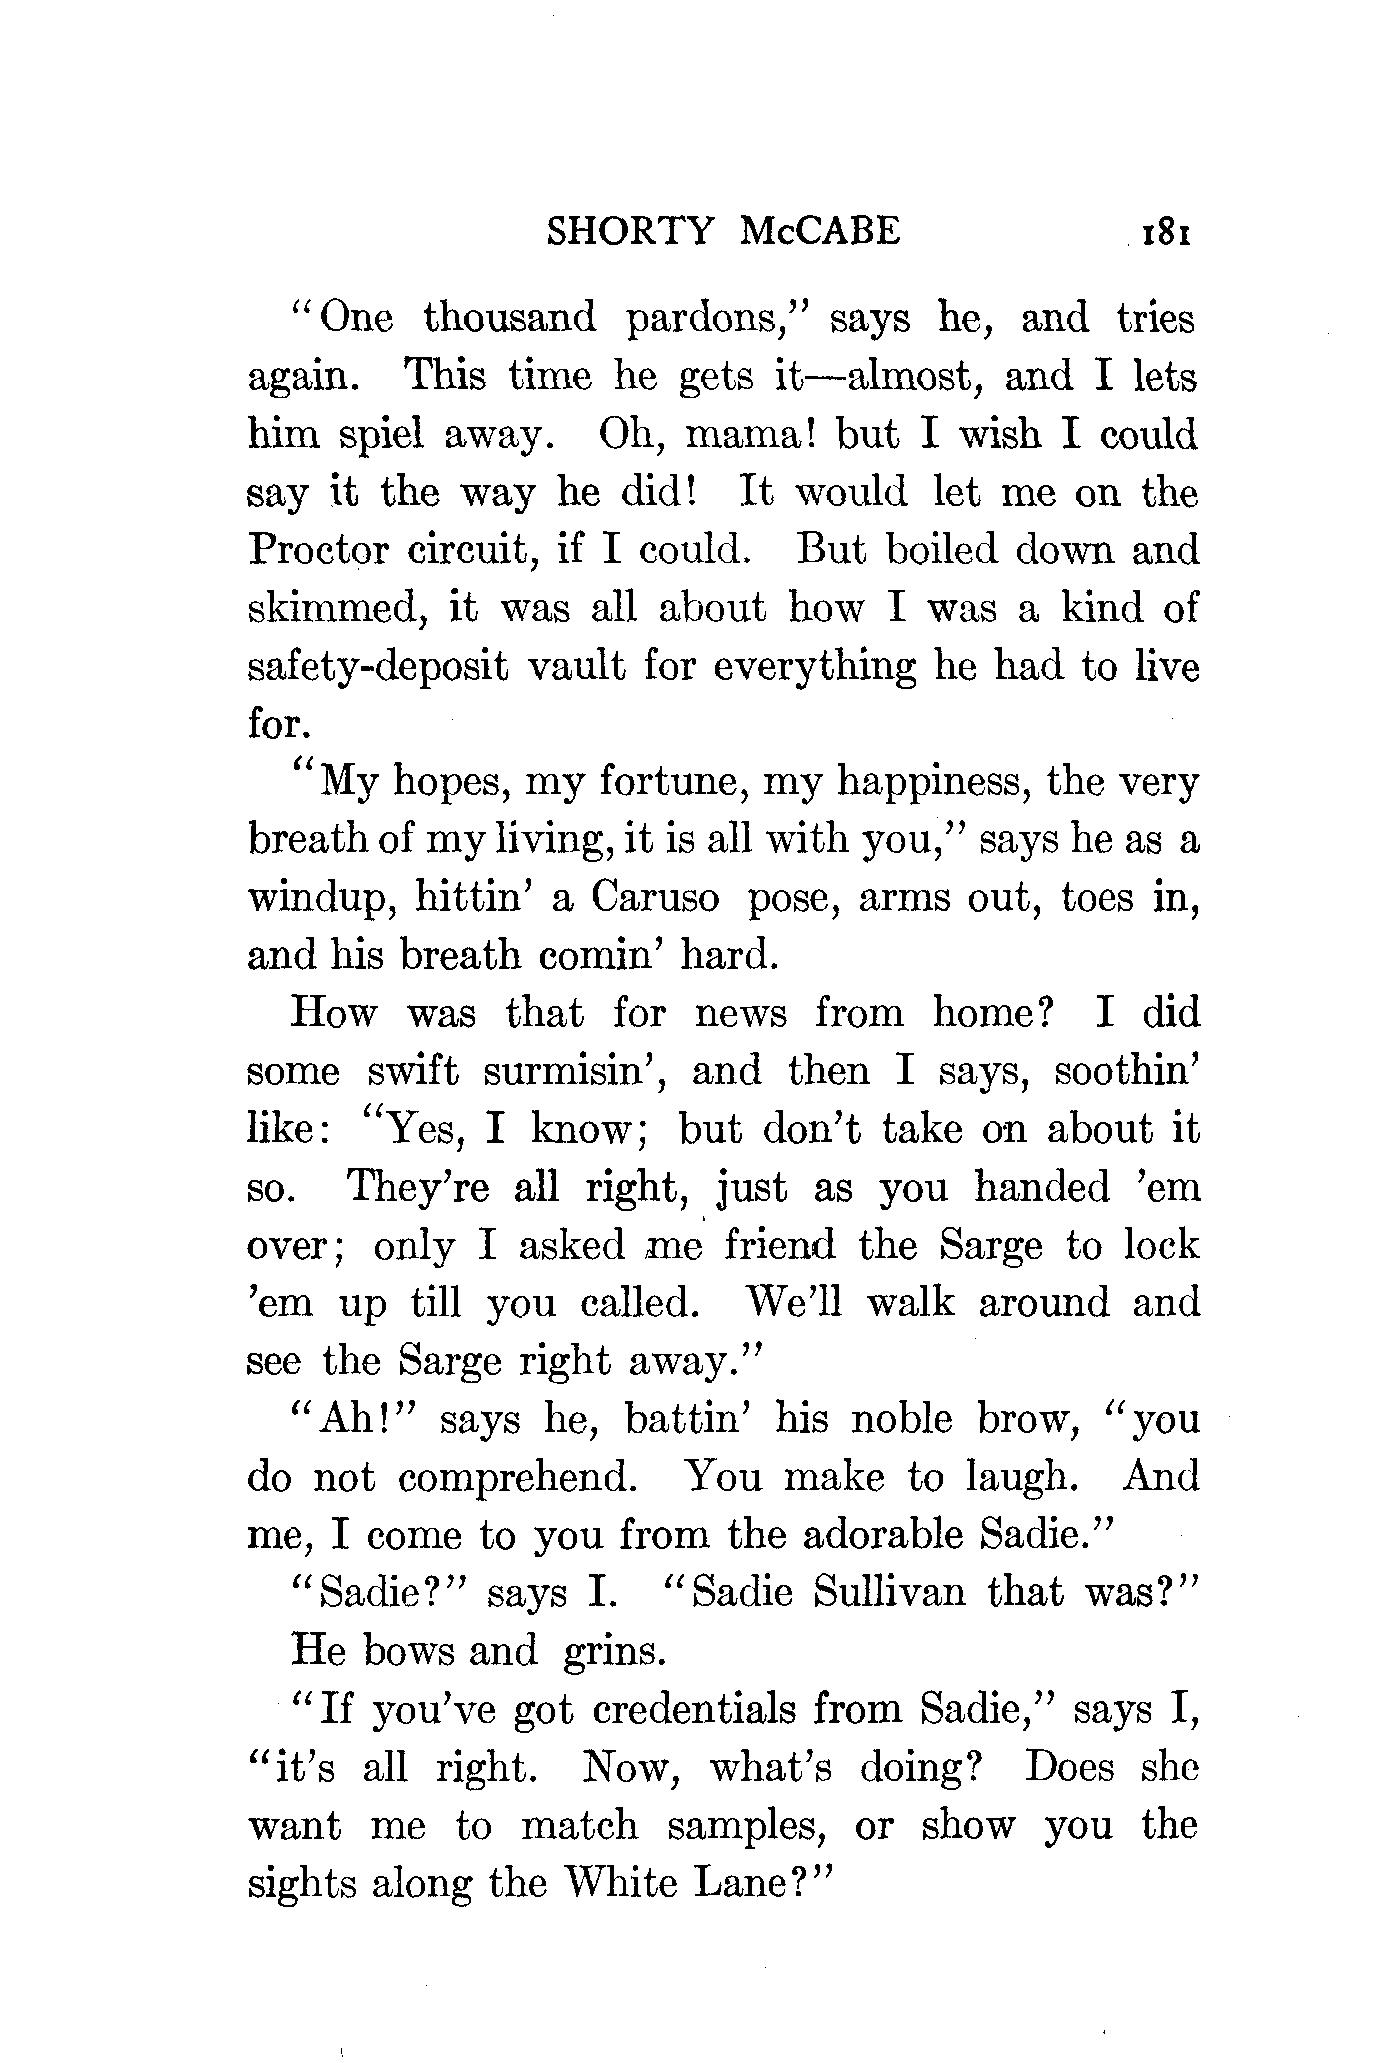 SHORTY McCABE 181
"One thousand pardons," says he, and tries
again. This time he gets it—almost, and I lets
him spiel away. Oh, mama! but I wish I could
say it the way he did! It would let me on the
Proctor circuit, if I could. But boiled down and
skimmed, it was all about how I was a kind of
safety-deposit vault for everything he had to live
for.
"My hopes, my fortune, my happiness, the very
breath of my living, it is all with you," says he as a
windup, hittin' a Caruso pose, arms out, toes in,
and his breath comin' hard.
How was that for news from home? I did
some swift surmisin', and then I says, soothin'
like: "Yes, I know; but don't take on about it
so. They're all right, just as you handed 'em
over; only I asked me friend the Sarge to lock
'em up till you called. We'll walk around and
see the Sarge right away."
"Ah!" says he, battin' his noble brow, "you
do not comprehend. You make to laugh. And
me, I come to you from the adorable Sadie."
"Sadie?" says I. "Sadie Sullivan that was?"
He bows and grins.
"If you've got credentials from Sadie," says I,
"it's all right. Now, what's doing? Does she
want me to match samples, or show you the
sights along the White Lane?"